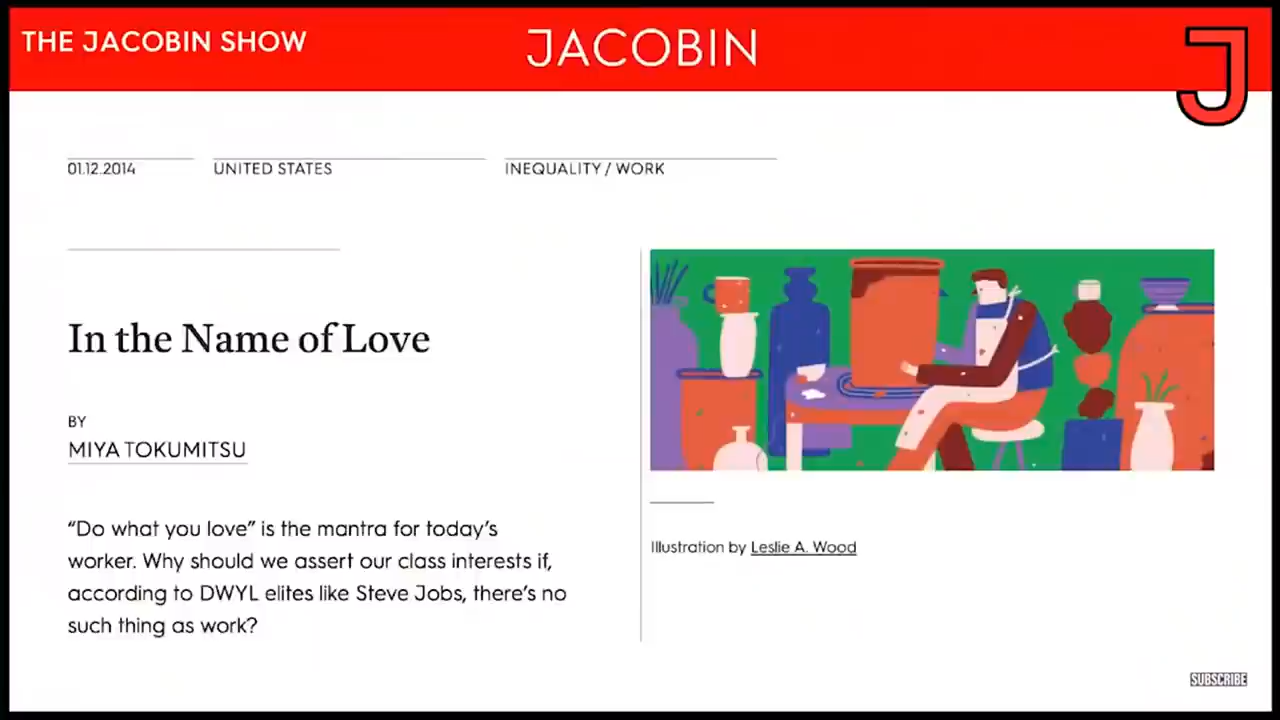 THE JACOBIN SHOW
JACOBIN
J
01.12.2014
UNITED STATES
INEQUALITY / WORK
In the Name of Love
BY
MIYA TOKUMITSU
“Do what you love” is the mantra for today’s
worker. Why should we assert our class interests if,
according to DWYL elites like Steve Jobs, there’s no
such thing as work?
Illustration by Leslie A. Wood
SUBSCRIBE